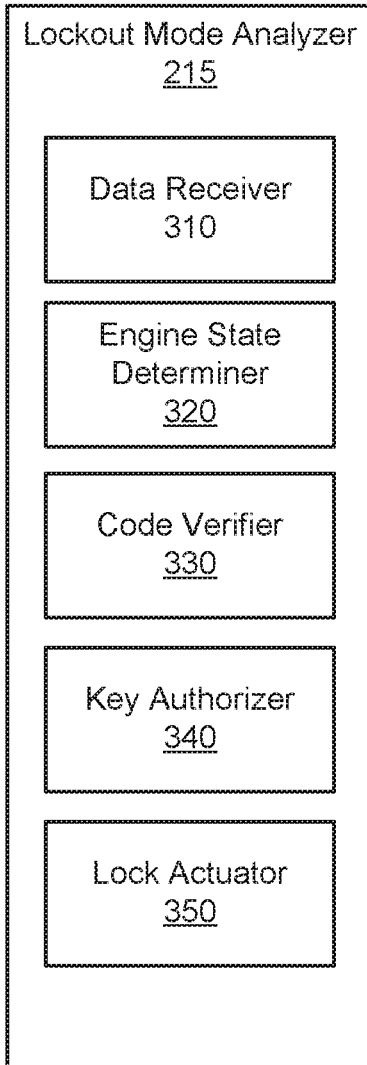 Lockout Mode Analyzer
215
Data Receiver
310
Engine State
Determiner
320
Code Verifier
330
Key Authorizer
340
Lock Actuator
350